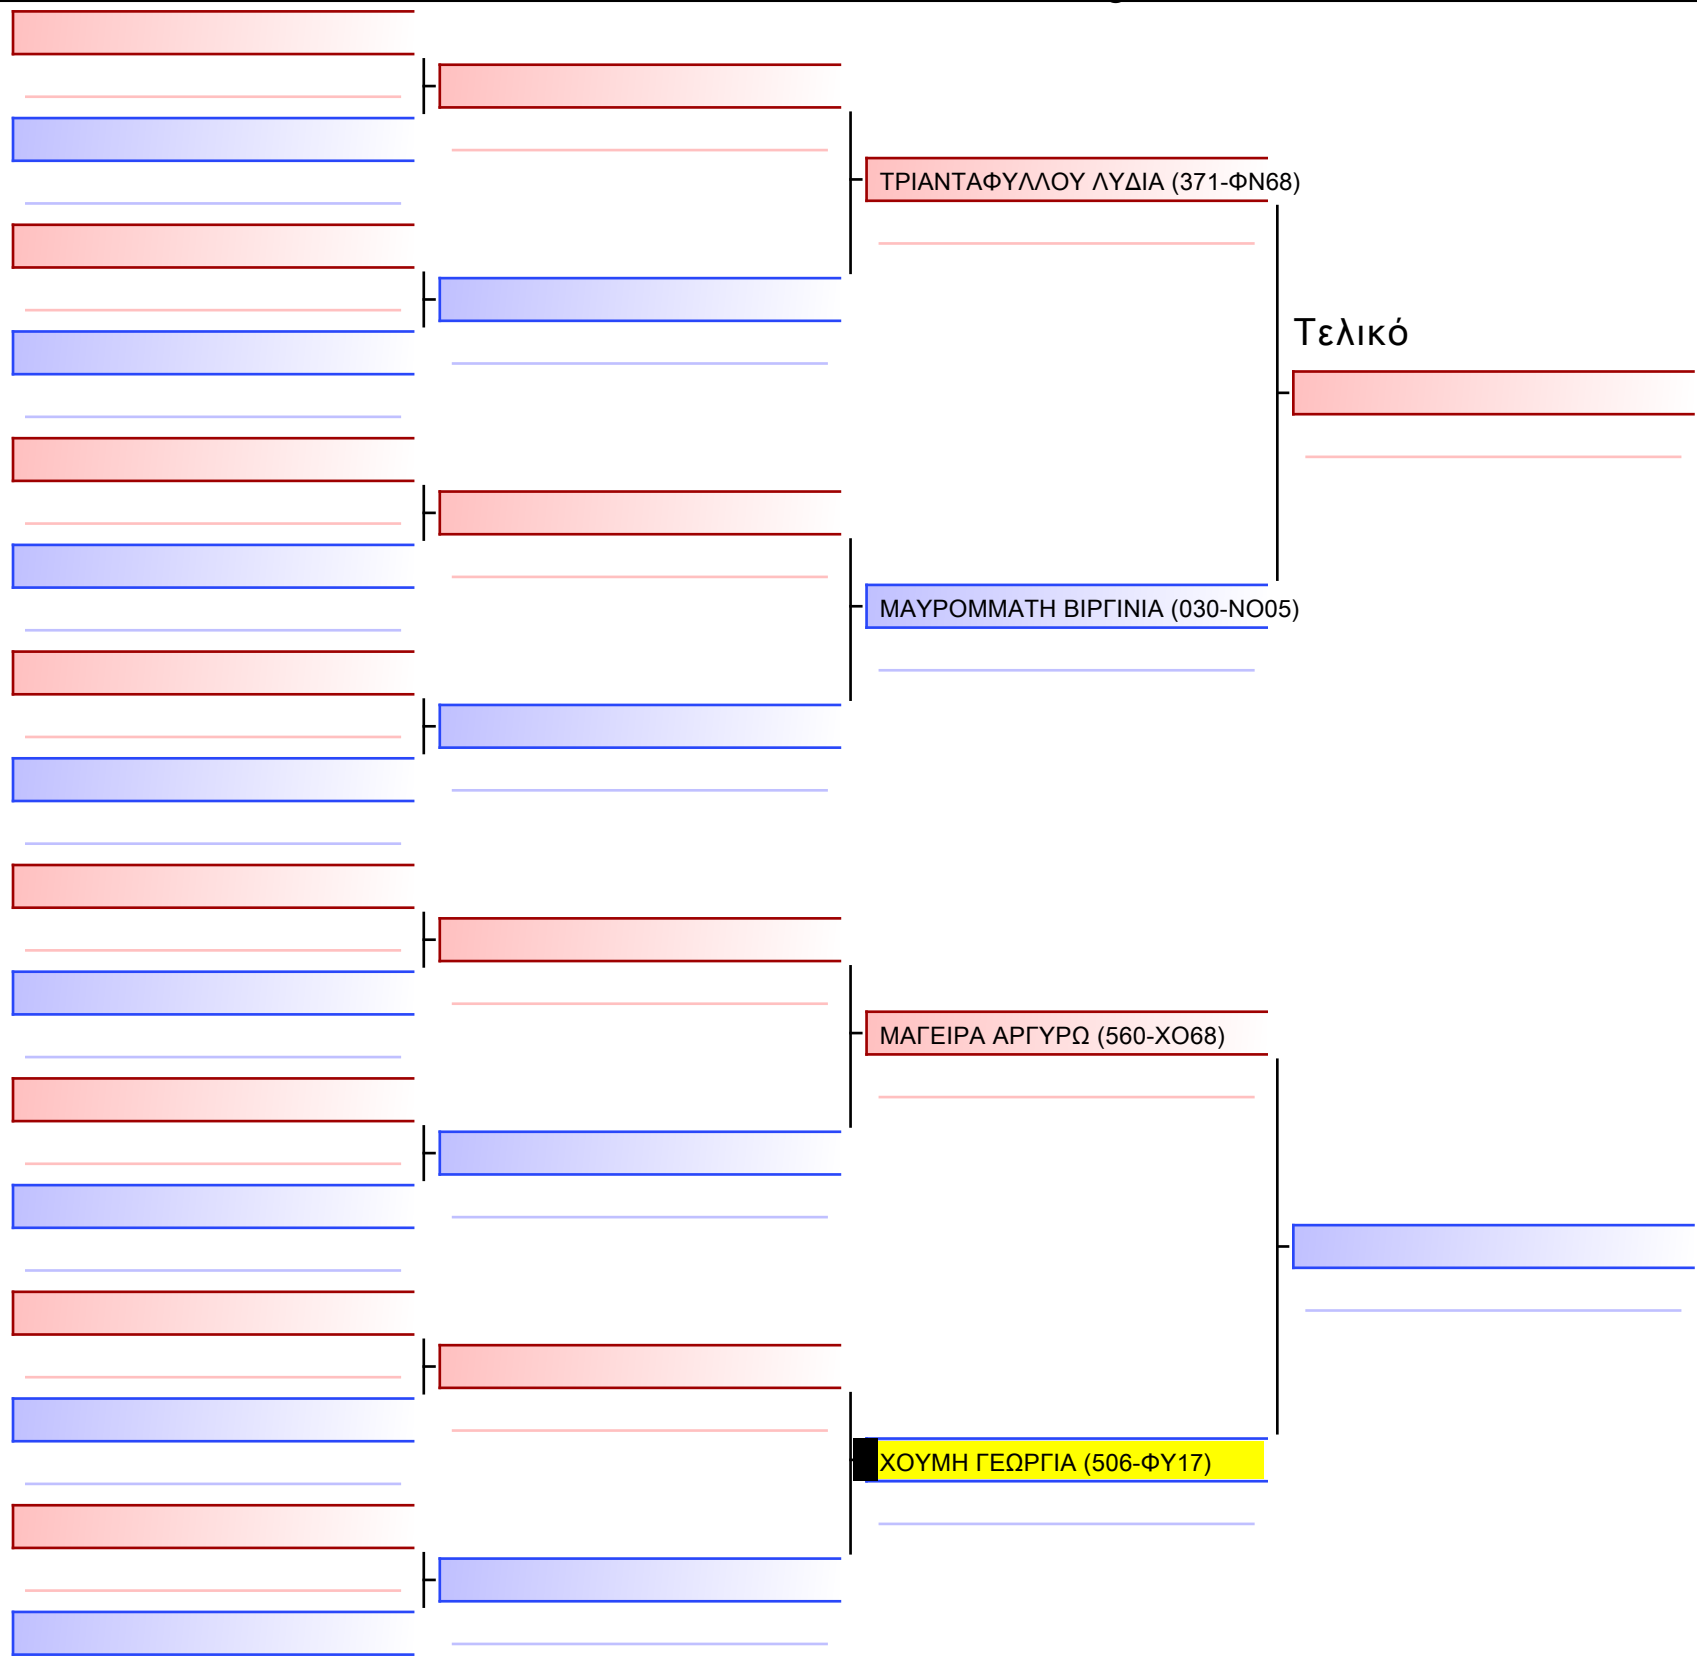 ΤΡΙΑΝΤΑΦΥΛΛΟΥ ΛΥΔΙΑ (371-ΦΝ68)
Τελικό
ΜΑΥΡΟΜΜΑΤΗ ΒΙΡΓΙΝΙΑ (030-ΝΟ05)
ΜΑΓΕΙΡΑ ΑΡΓΥΡΩ (560-ΧΟ68)
ΧΟΥΜΗ ΓΕΩΡΓΙΑ (506-ΦΥ17)